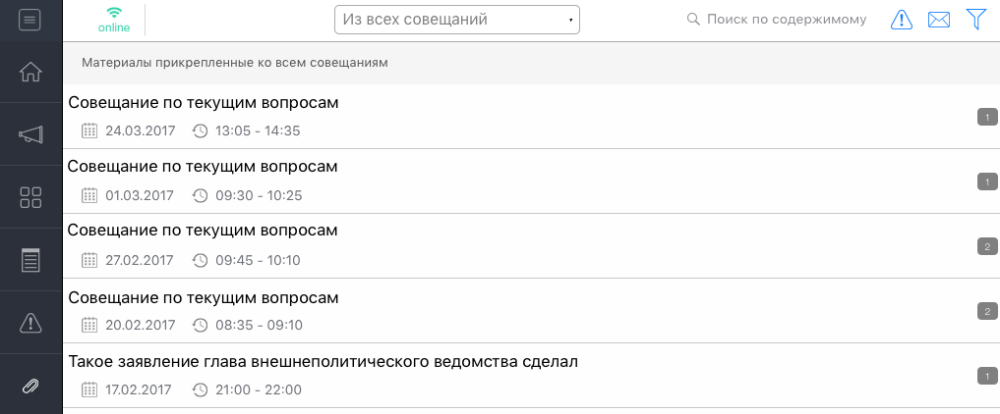 online
Из всех совещаний
Поиск по содержимому
Материалы прикрепленные ко всем совещаниям
Совещание по текущим вопросам
24.03.2017 13:05 - 14:35
1
Совещание по текущим вопросам
01.03.2017 09:30 - 10:25
1
Совещание по текущим вопросам
27.02.2017 09:45 - 10:10
2
Совещание по текущим вопросам
20.02.2017 08:35 - 09:10
2
Такое заявление глава внешнеполитического ведомства сделал
17.02.2017 21:00 - 22:00
1